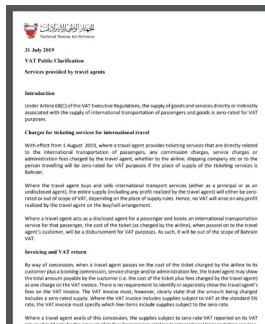 الجهاز الوطني للإيرادات
National Bureau for Revenue
31 July 2019
VAT Public Clarification
Services provided by travel agents
Introduction
Under Article 68(C) of the VAT Executive Regulations, the supply of goods and services directly or indirectly
associated with the supply of international transportation of passengers and goods is zero-rated for VAT
purposes.
Charges for ticketing services for international travel
With effect from 1 August 2019, where a travel agent provides ticketing services that are directly related
to the international transportation of passengers, any commission charges, service charges or
administration fees charged by the travel agent, whether to the airline, shipping company etc or to the
person travelling will be zero-rated for VAT purposes if the place of supply of the ticketing services is
Bahrain.
Where the travel agent buys and sells international transport services (either as a principal or as an
undisclosed agent), the entire supply (including any profit realized by the travel agent) will either be zero-
rated or out of scope of VAT, depending on the place of supply rules. Hence, no VAT will arise on any profit
realized by the travel agent on the buy/sell arrangement.
Where a travel agent acts as a disclosed agent for a passenger and books an international transportation
service for that passenger, the cost of the ticket (as charged by the airline), when passed on to the travel
agent's customer, will be a disbursement for VAT purposes. As such, it will be out of the scope of Bahrain
VAT.
Invoicing and VAT return
By way of concession, when a travel agent passes on the cost of the ticket charged by the airline to its
customer plus a booking commission, service charge and/or administration fee, the travel agent may show
the total amount payable by the customer (i.e. the cost of the ticket plus fees charged by the travel agent)
as one charge on the VAT invoice. There is no requirement to identify or separately show the travel agent's
fees on the VAT invoice. The VAT invoice must, however, clearly state that the amount being charged
includes a zero-rated supply. Where the VAT invoice includes supplies subject to VAT at the standard 5%
rate, the VAT invoice must specify which line items include supplies subject to the zero-rate.
Where a travel agent avails of this concession, the supplies subject to zero-rate VAT reported on its VAT